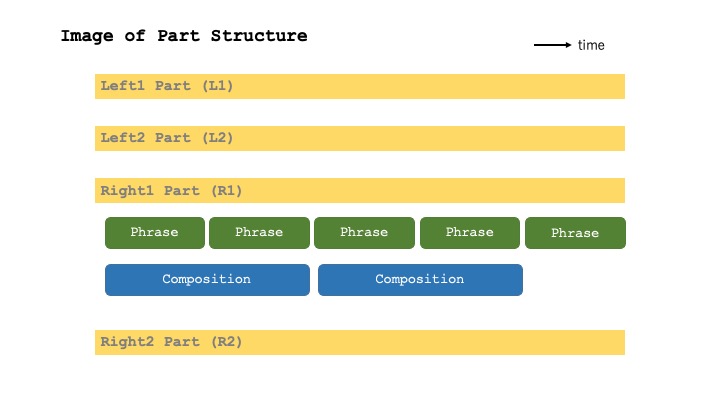 Image of Part Structure
time
Left1 Part (L1)
Left2 Part (L2)
Right1 Part (R1)
Phrase Phrase Phrase Phrase Phrase
Composition Composition
Right2 Part (R2)